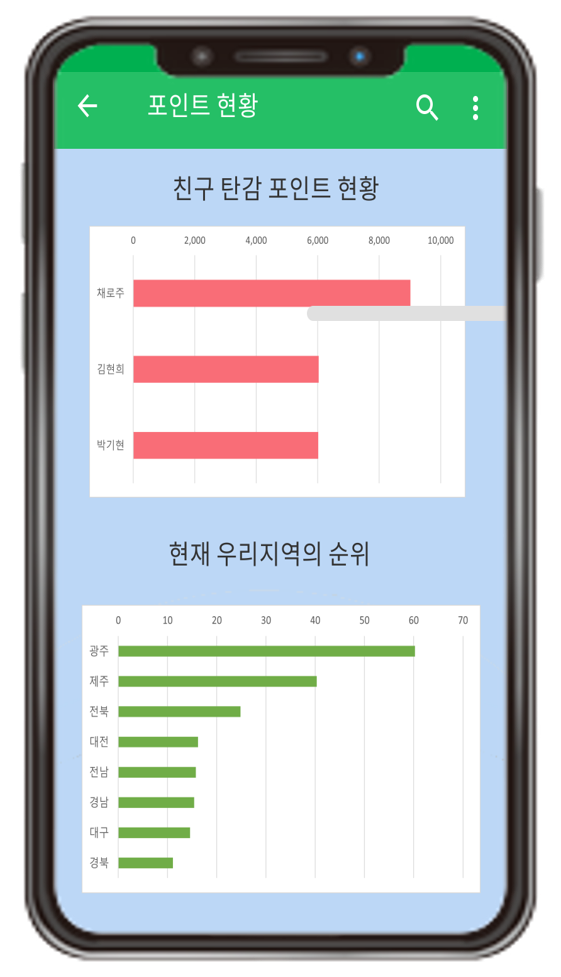 포인트 현황
친구 탄감 포인트 현황
0 2,000 4,000 6,000 8,000 10,000
채로주
김현희
박기현
현재 우리지역의 순위
0 10 20 30 40 50 60 70
광주
제주
전북
대전
전남
경남
대구
경북